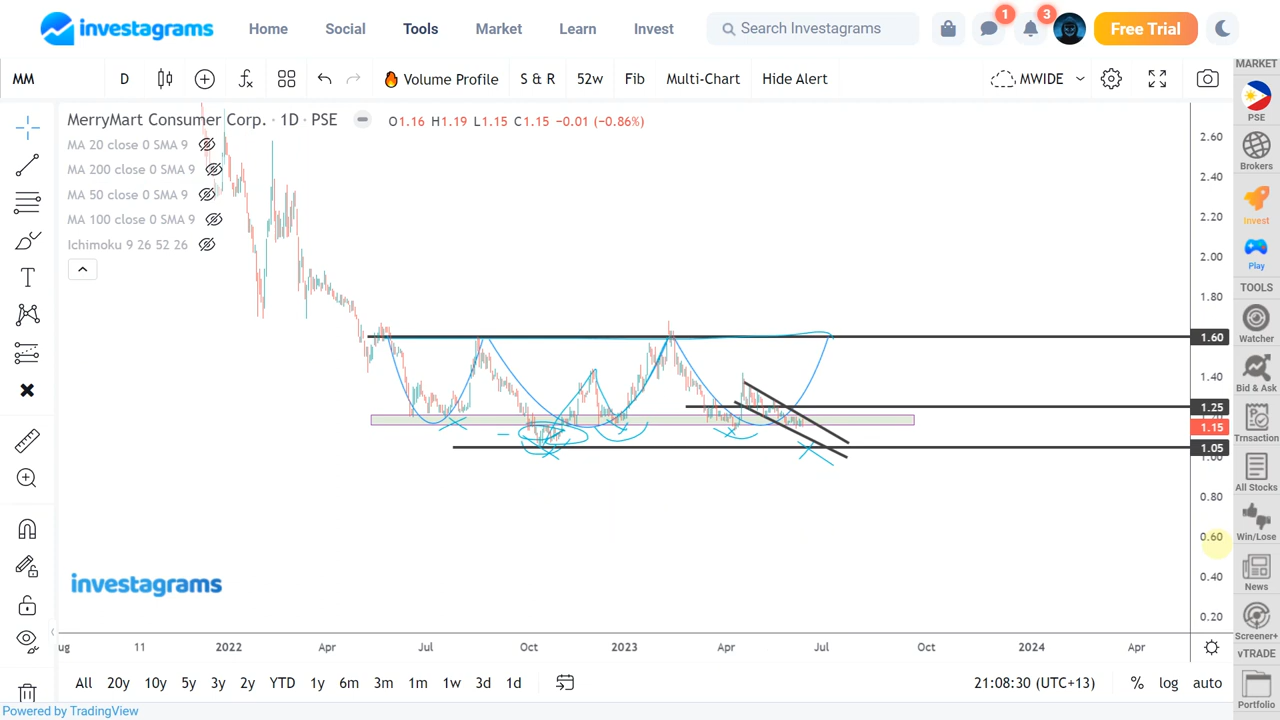 investagrams Home Social Tools Market Learn Invest Search Investagrams 1 3 Free Trial
MM D Volume Profile S & R 52w Fib Multi-Chart Hide Alert MWIDE
MARKET
MerryMart Consumer Corp. · 1D · PSE O1.16 H1.19 L1.15 C1.15 -0.01 (-0.86%)
MA 20 close 0 SMA 9
MA 200 close 0 SMA 9
MA 50 close 0 SMA 9
MA 100 close 0 SMA 9
Ichimoku 9 26 52 26
2.60
2.40
2.20
2.00
1.80
1.60
1.40
1.25
1.15
1.05
0.80
0.60
0.40
0.20
PSE
Brokers
Invest
Play
TOOLS
Watcher
Bid & Ask
Trnsaction
All Stocks
Win/Lose
News
Screener+
vTRADE
Portfolio
investagrams
11 2022 Apr Jul Oct 2023 Apr Jul Oct 2024 Apr
All 20y 10y 5y 3y 2y YTD 1y 6m 3m 1m 1w 3d 1d 21:08:30 (UTC+13) % log auto
Powered by TradingView